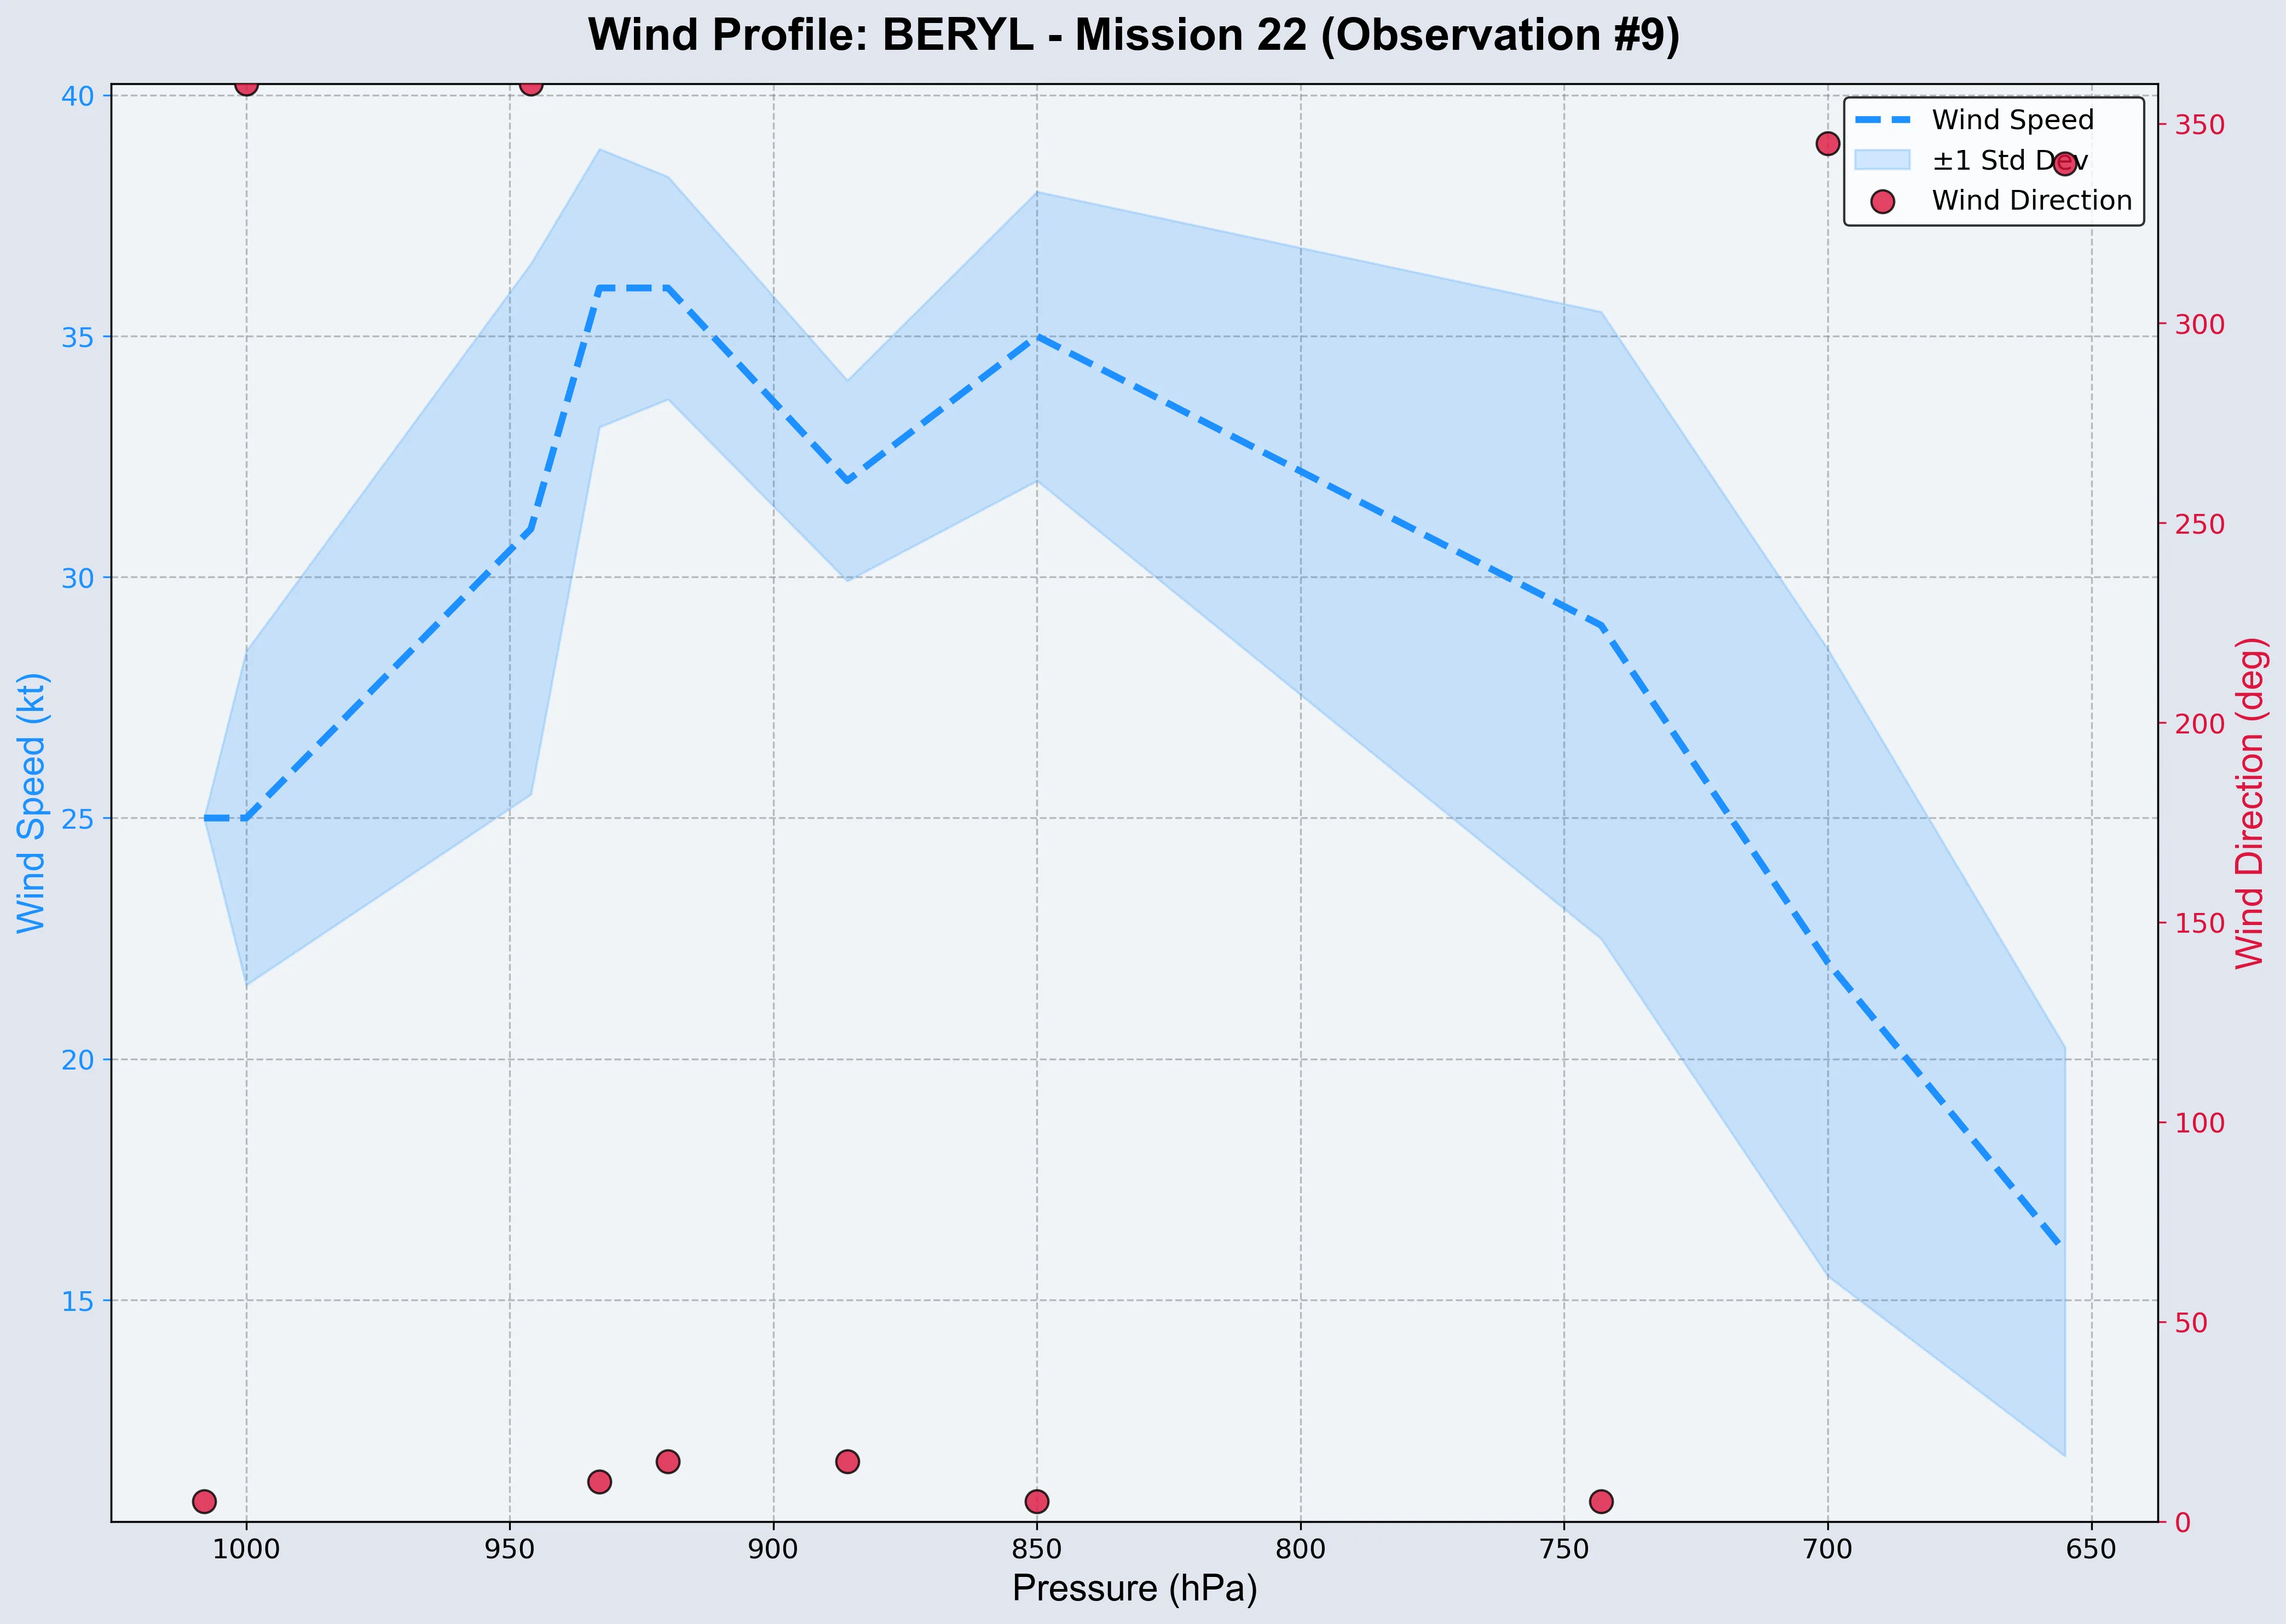 Wind Profile: BERYL - Mission 22 (Observation #9)
Wind Speed (kt)
40
35
30
25
20
15
Wind Speed
±1 Std Dev
Wind Direction
350
300
250
200
150
100
50
0
Wind Direction (deg)
1000 950 900 850 800 750 700 650
Pressure (hPa)